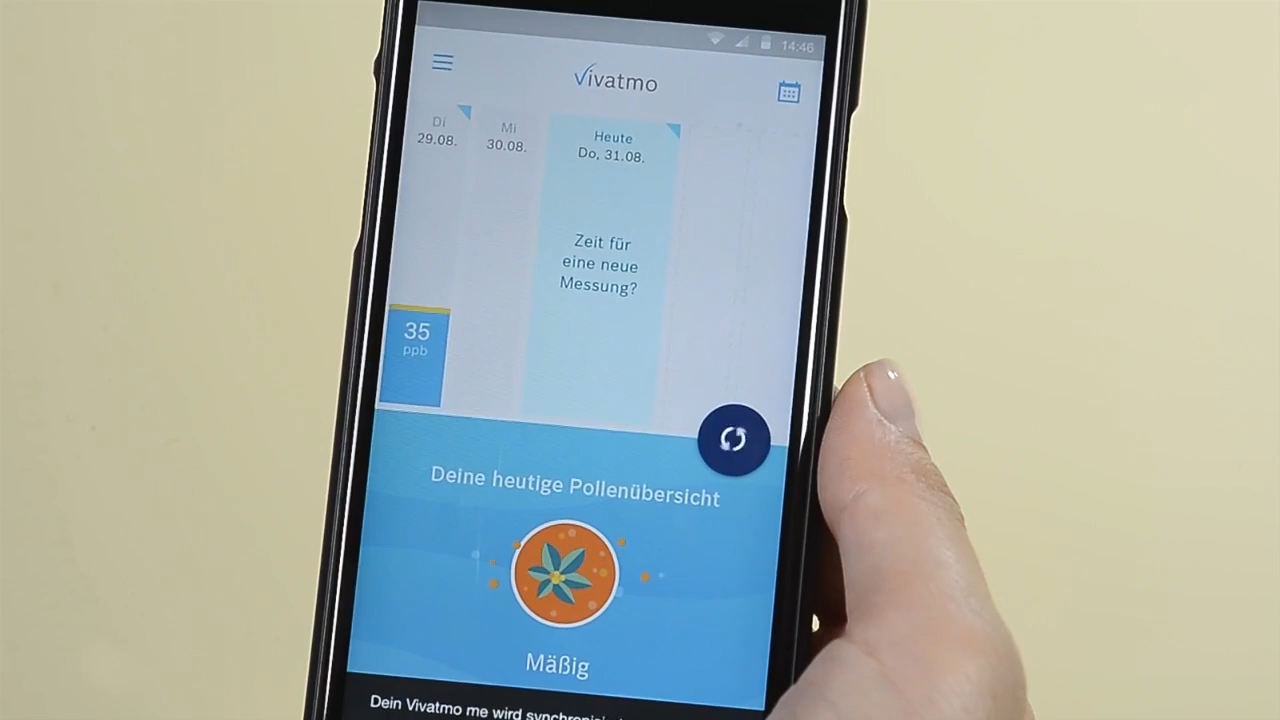 14:46
Vivatmo
Di
29.08.
Mi
30.08.
Heute
Do, 31.08.
Zeit für
eine neue
Messung?
35
ppb
Deine heutige Pollenübersicht
Mäßig
Dein Vivatmo me wird